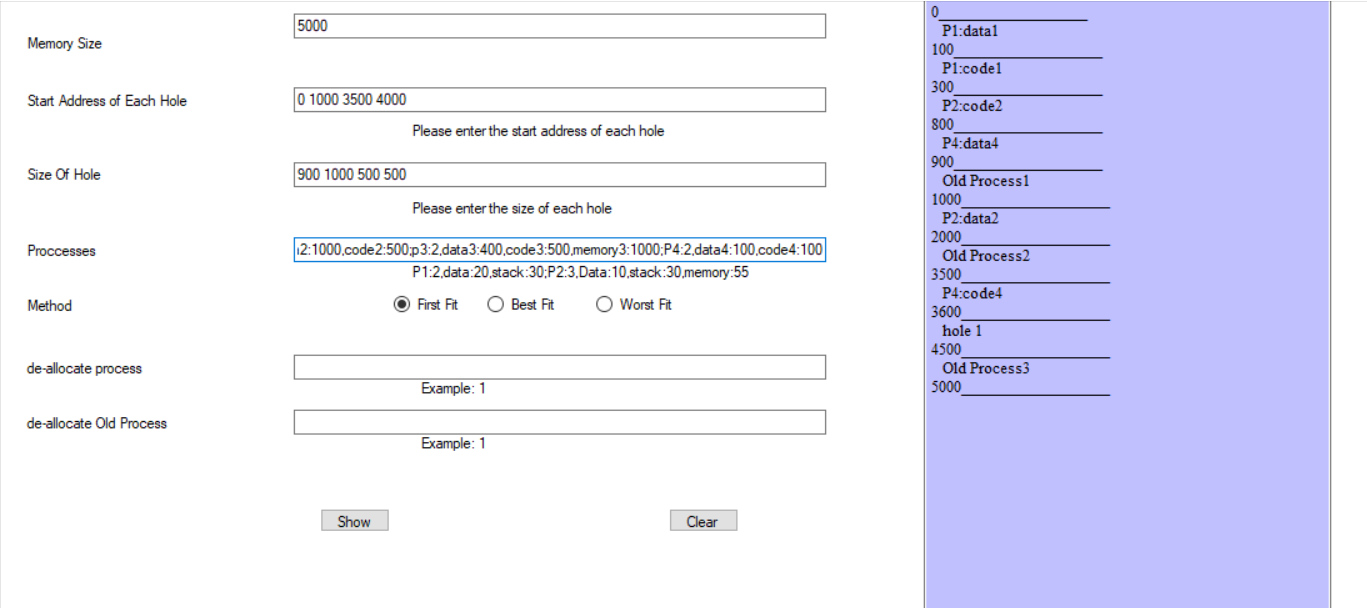 5000
Memory Size
Start Address of Each Hole
0 1000 3500 4000
Please enter the start address of each hole
Size Of Hole
900 1000 500 500
Please enter the size of each hole
Proccesses
2:1000,code2:500;p3:2,data3:400,code3:500,memory3:1000;P4:2,data4:100,code4:100
P1:2,data:20,stack:30;P2:3,Data:10,stack:30,memory:55
Method
First Fit
Best Fit
Worst Fit
de-allocate process
Example: 1
de-allocate Old Process
Example: 1
Show
Clear
0
P1:data1
100
P1:code1
300
P2:code2
800
P4:data4
900
Old Process1
1000
P2:data2
2000
Old Process2
3500
P4:code4
3600
hole 1
4500
Old Process3
5000